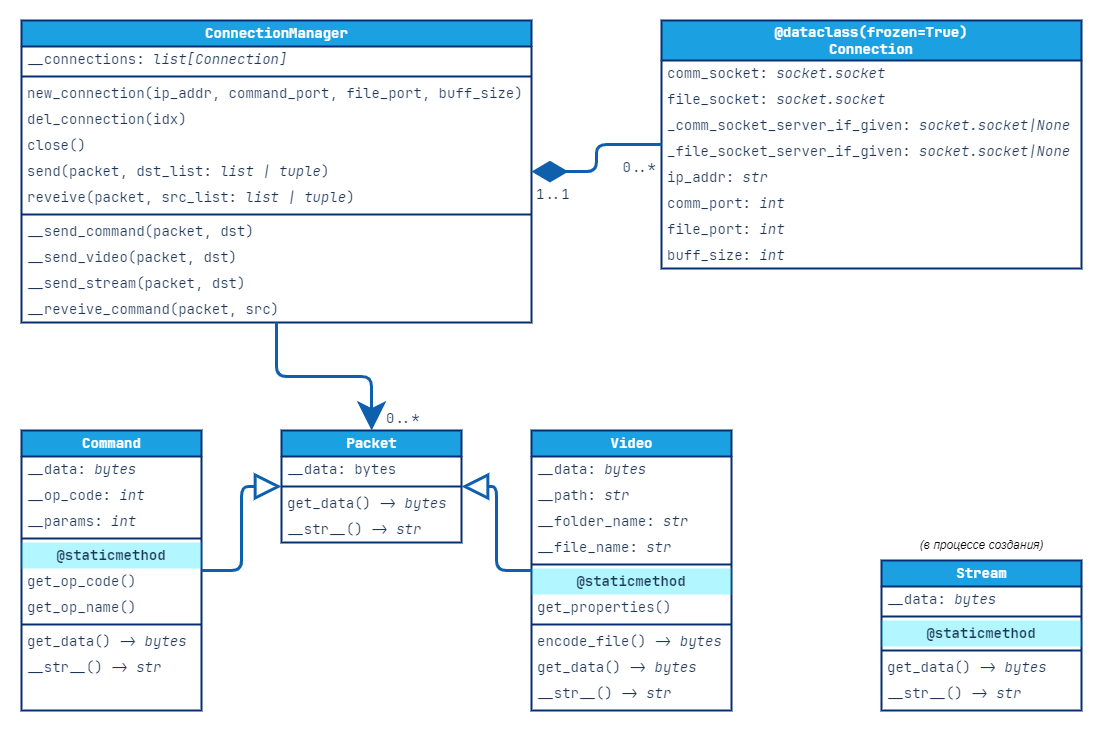 ConnectionManager
__connections: list[Connection]
new_connection(ip_addr, command_port, file_port, buff_size)
del_connection(idx)
close()
send(packet, dst_list: list | tuple)
reveive(packet, src_list: list | tuple)
__send_command(packet, dst)
__send_video(packet, dst)
__send_stream(packet, dst)
__reveive_command(packet, src)
@dataclass(frozen=True)
Connection
comm_socket: socket.socket
file_socket: socket.socket
_comm_socket_server_if_given: socket.socket|None
_file_socket_server_if_given: socket.socket|None
ip_addr: str
comm_port: int
file_port: int
buff_size: int
0..*
1..1
0..*
Command
__data: bytes
__op_code: int
__params: int
@staticmethod
get_op_code()
get_op_name()
get_data() -> bytes
__str__() -> str
Packet
__data: bytes
get_data() -> bytes
__str__() -> str
Video
__data: bytes
__path: str
__folder_name: str
__file_name: str
@staticmethod
get_properties()
encode_file() -> bytes
get_data() -> bytes
__str__() -> str
(в процессе создания)
Stream
__data: bytes
@staticmethod
get_data() -> bytes
__str__() -> str